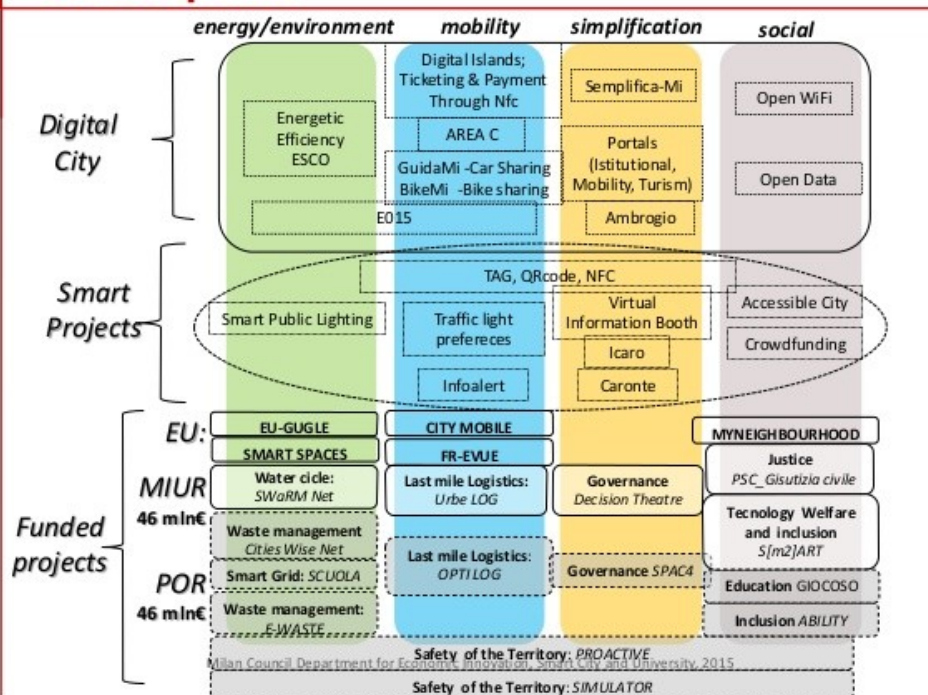 energy/environment mobility simplification social
Digital
City
Digital Islands;
Ticketing & Payment
Through Nfc
Semplifica-Mi
Open WiFi
Energetic
Efficiency
ESCO
AREA C
Portals
(Istitutional,
Mobility, Turism)
GuidaMi -Car Sharing
BikeMi -Bike sharing
Open Data
E015
Ambrogio
Smart
Projects
TAG, QRcode, NFC
Smart Public Lighting
Traffic light
prefereces
Virtual
Information Booth
Accessible City
Icaro
Crowdfunding
Infoalert
Caronte
Funded
projects
EU:
EU-GUGLE
CITY MOBILE
MYNEIGHBOURHOOD
SMART SPACES
FR-EVUE
MIUR
46 mln€
Water cicle:
SWaRM Net
Last mile Logistics:
Urbe LOG
Governance
Decision Theatre
Justice
PSC_Gisutizia civile
Tecnology Welfare
and inclusion
S[m2]ART
Waste management
Cities Wise Net
POR
46 mln€
Smart Grid: SCUOLA
Last mile Logistics:
OPTILOG
Governance SPAC4
Education GIOCOSO
Waste management:
E-WASTE
Inclusion ABILITY
Safety of the Territory: PROACTIVE
Milan Council Department for Economic Innovation, Smart City and University, 2015
Safety of the Territory: SIMULATOR